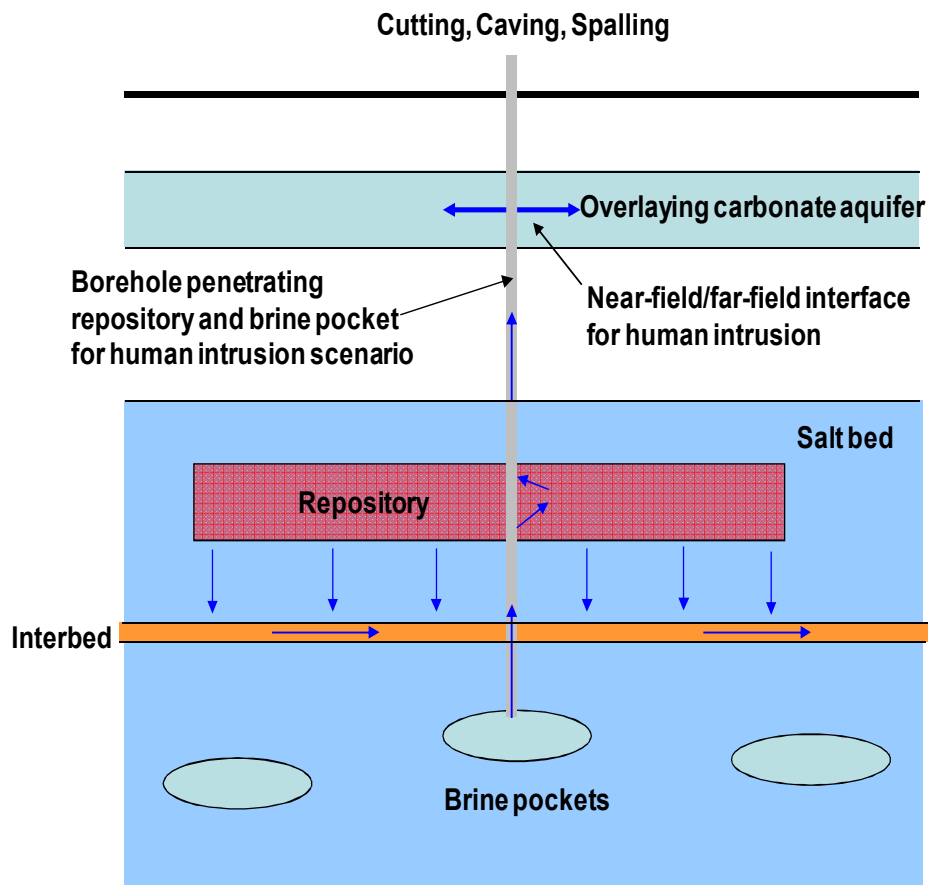 Cutting, Caving, Spalling
Overlaying carbonate aquifer
Borehole penetrating
repository and brine pocket
for human intrusion scenario
Near-field/far-field interface
for human intrusion
Salt bed
Repository
Interbed
Brine pockets